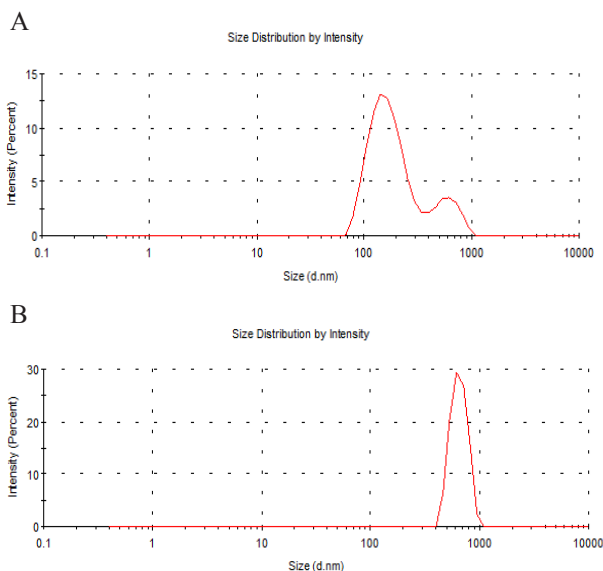 A
Size Distribution by Intensity
Intensity (Percent)
15
10
5
0
0.1 1 10 100 1000 10000
Size (d.nm)
B
Size Distribution by Intensity
Intensity (Percent)
30
20
10
0
0.1 1 10 100 1000 10000
Size (d.nm)